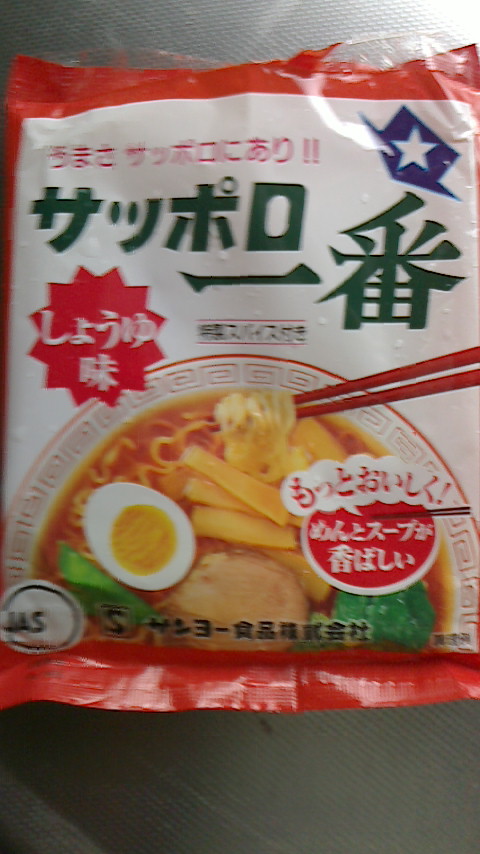 うまさ サッポロにあり!!
サッポロ
一番
しょうゆ
味
特製スパイス付き
もっとおいしく!
めんとスープが
香ばしい
JAS
S サンヨー食品株式会社
調理例